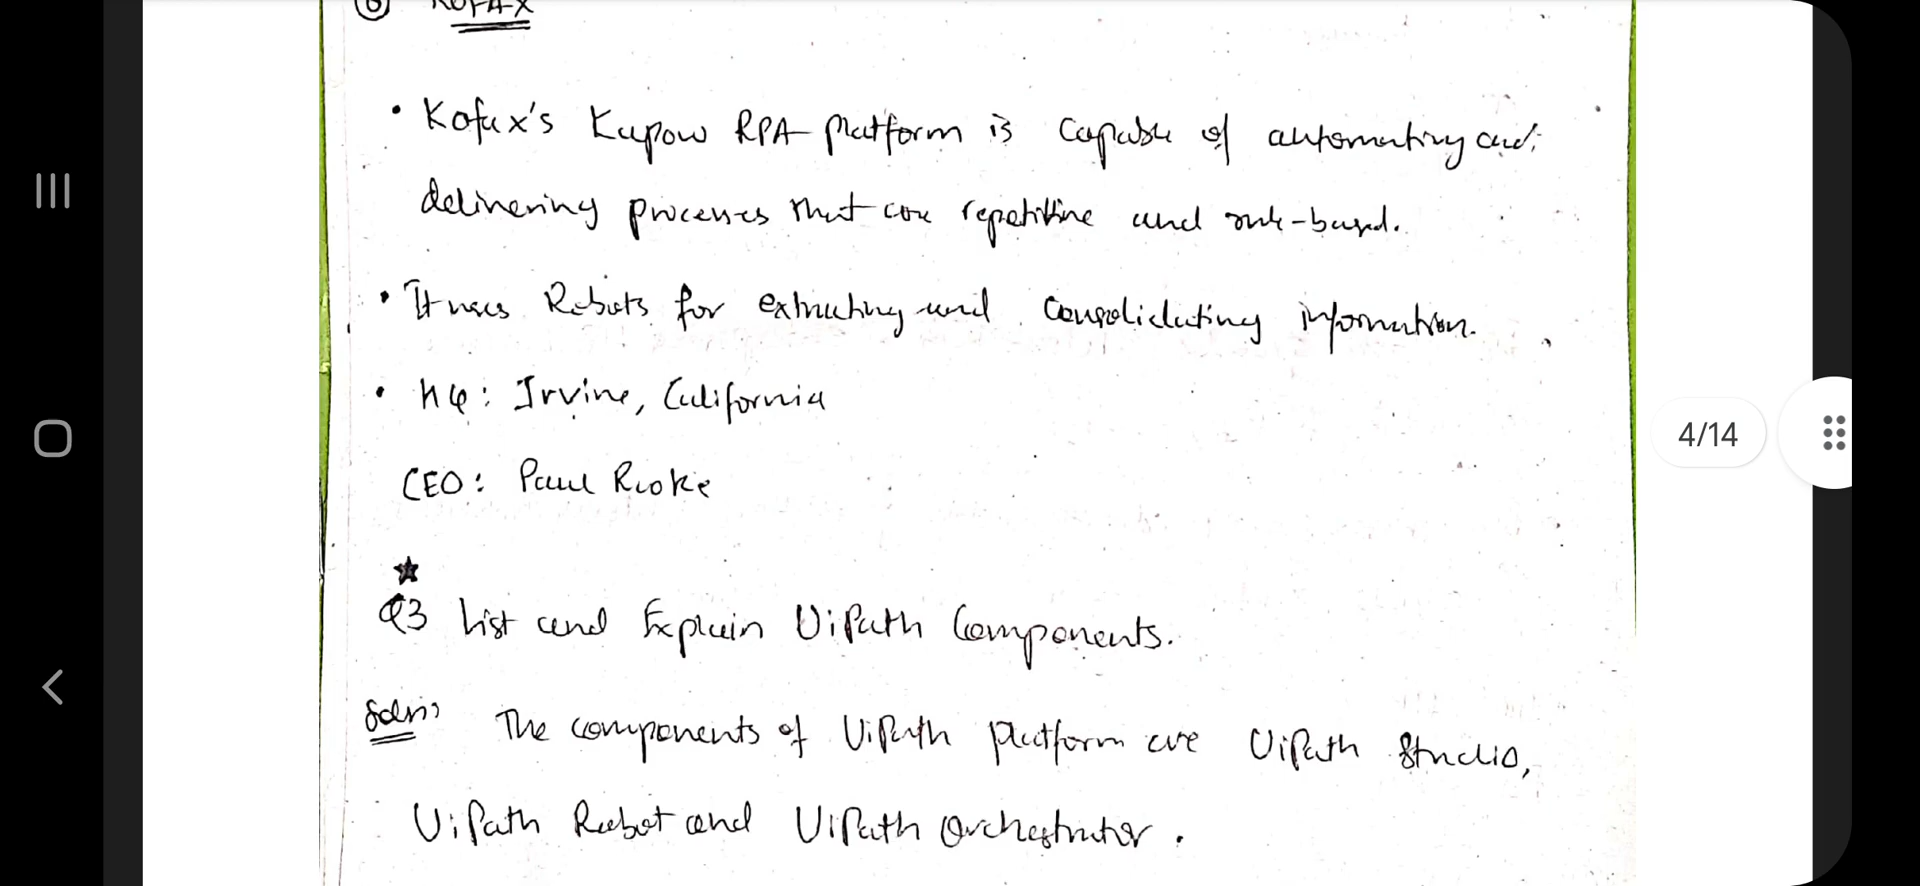 ⑥ KOFAX
• Kofax's Kapow RPA platform is capable of automating and
delivering processes that are repetitive and rule-based.
• It uses Robots for extracting and consolidating information.
• HQ: Irvine, California
CEO: Paul Rooke
4/14
★
Q3 List and Explain UiPath Components.
Soln:
The components of UiPath platform are UiPath Studio,
UiPath Robot and UiPath Orchestrator.